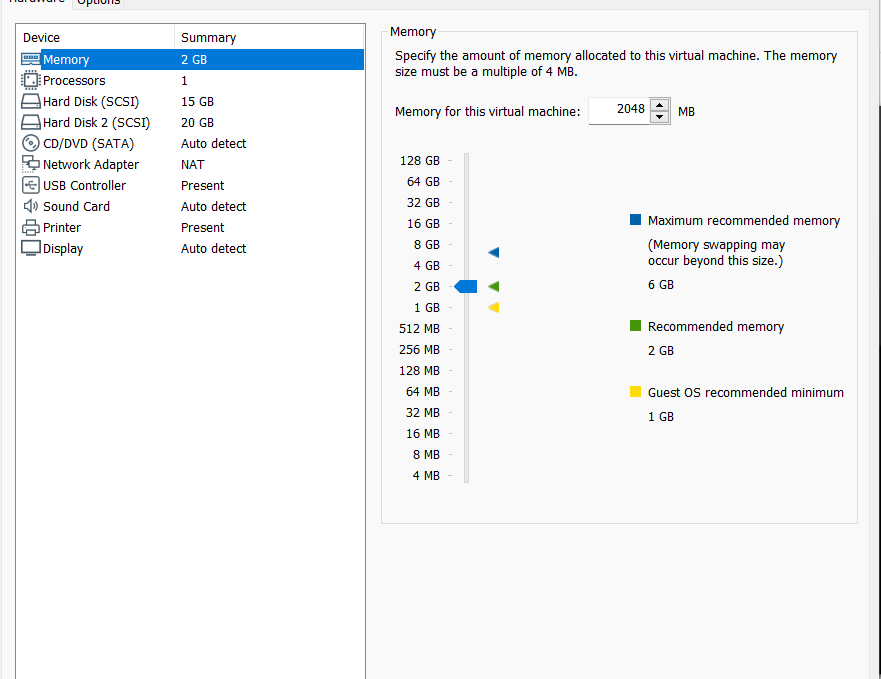 Hardware Options
Device Summary
Memory 2 GB
Processors 1
Hard Disk (SCSI) 15 GB
Hard Disk 2 (SCSI) 20 GB
CD/DVD (SATA) Auto detect
Network Adapter NAT
USB Controller Present
Sound Card Auto detect
Printer Present
Display Auto detect
Memory
Specify the amount of memory allocated to this virtual machine. The memory
size must be a multiple of 4 MB.
Memory for this virtual machine: 2048 MB
128 GB
64 GB
32 GB
16 GB
8 GB
4 GB
2 GB
1 GB
512 MB
256 MB
128 MB
64 MB
32 MB
16 MB
8 MB
4 MB
Maximum recommended memory
(Memory swapping may
occur beyond this size.)
6 GB
Recommended memory
2 GB
Guest OS recommended minimum
1 GB